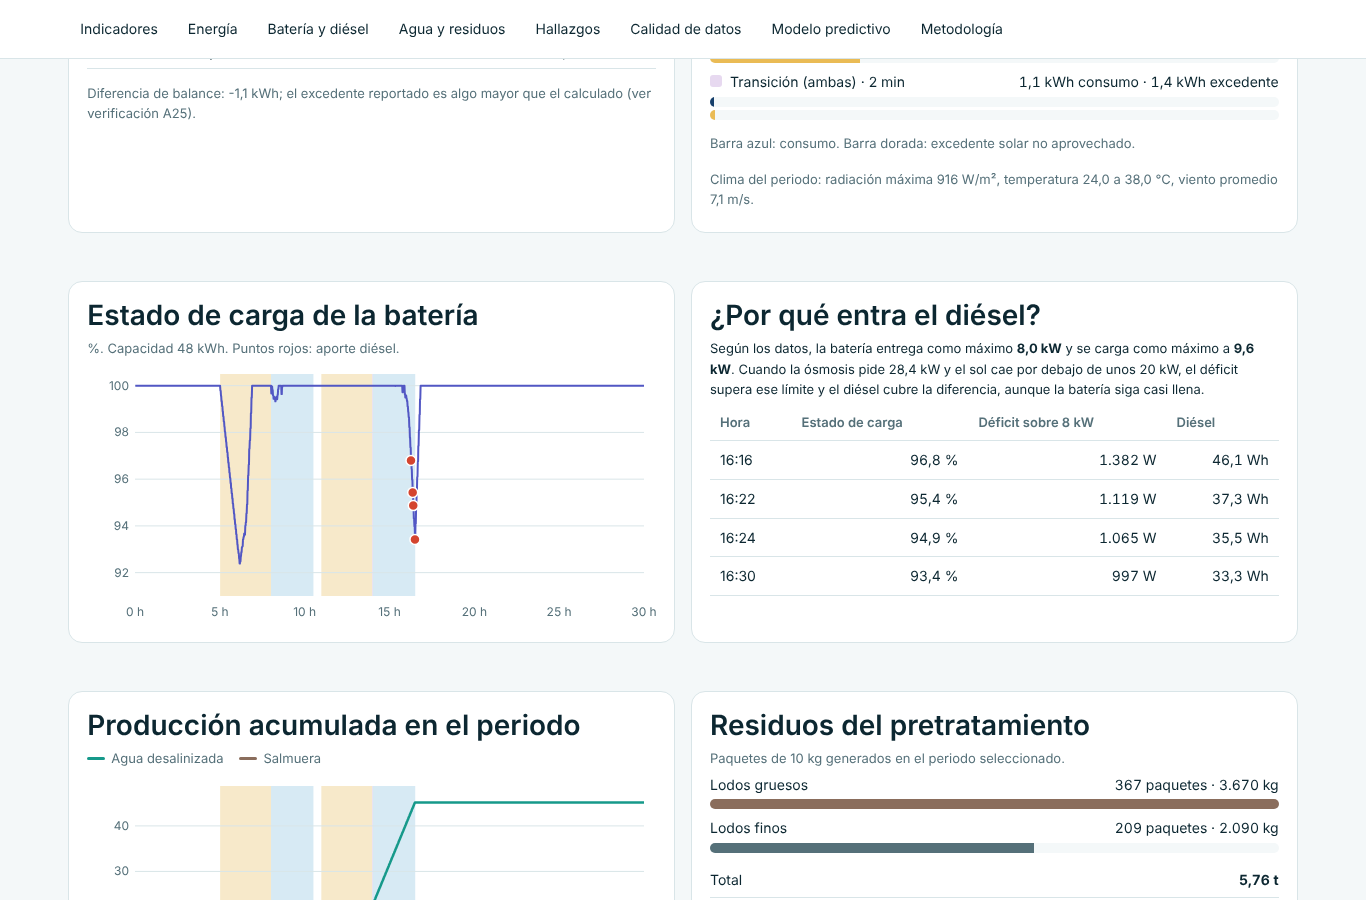 Indicadores Energía Batería y diésel Agua y residuos Hallazgos Calidad de datos Modelo predictivo Metodología
Diferencia de balance: -1,1 kWh; el excedente reportado es algo mayor que el calculado (ver
verificación A25).
Transición (ambas) · 2 min 1,1 kWh consumo · 1,4 kWh excedente
Barra azul: consumo. Barra dorada: excedente solar no aprovechado.
Clima del periodo: radiación máxima 916 W/m², temperatura 24,0 a 38,0 °C, viento promedio
7,1 m/s.
Estado de carga de la batería
%. Capacidad 48 kWh. Puntos rojos: aporte diésel.
100
98
96
94
92
0 h 5 h 10 h 15 h 20 h 25 h 30 h
¿Por qué entra el diésel?
Según los datos, la batería entrega como máximo 8,0 kW y se carga como máximo a 9,6
kW. Cuando la ósmosis pide 28,4 kW y el sol cae por debajo de unos 20 kW, el déficit
supera ese límite y el diésel cubre la diferencia, aunque la batería siga casi llena.
Hora Estado de carga Déficit sobre 8 kW Diésel
16:16 96,8 % 1.382 W 46,1 Wh
16:22 95,4 % 1.119 W 37,3 Wh
16:24 94,9 % 1.065 W 35,5 Wh
16:30 93,4 % 997 W 33,3 Wh
Producción acumulada en el periodo
Agua desalinizada Salmuera
40
30
Residuos del pretratamiento
Paquetes de 10 kg generados en el periodo seleccionado.
Lodos gruesos 367 paquetes · 3.670 kg
Lodos finos 209 paquetes · 2.090 kg
Total 5,76 t